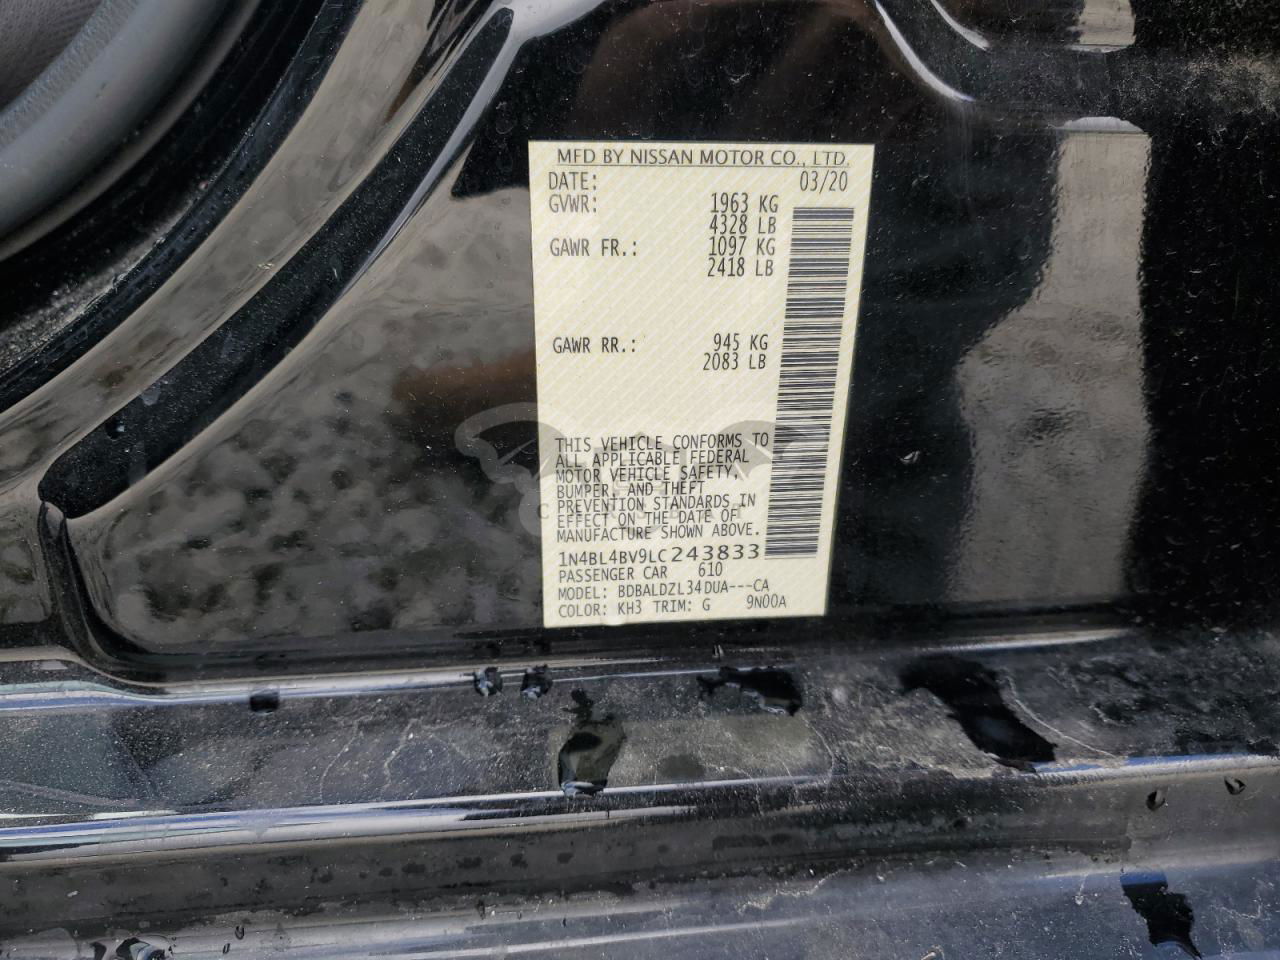 MFD BY NISSAN MOTOR CO., LTD.
DATE: 03/20
GVWR: 1963 KG
4328 LB
GAWR FR.: 1097 KG
2418 LB
GAWR RR.: 945 KG
2083 LB
THIS VEHICLE CONFORMS TO
ALL APPLICABLE FEDERAL
MOTOR VEHICLE SAFETY,
BUMPER, AND THEFT
PREVENTION STANDARDS IN
EFFECT ON THE DATE OF
MANUFACTURE SHOWN ABOVE.
1N4BL4BV9LC243833
PASSENGER CAR 610
MODEL: BDBALDZL34DUA---CA
COLOR: KH3 TRIM: G 9N00A